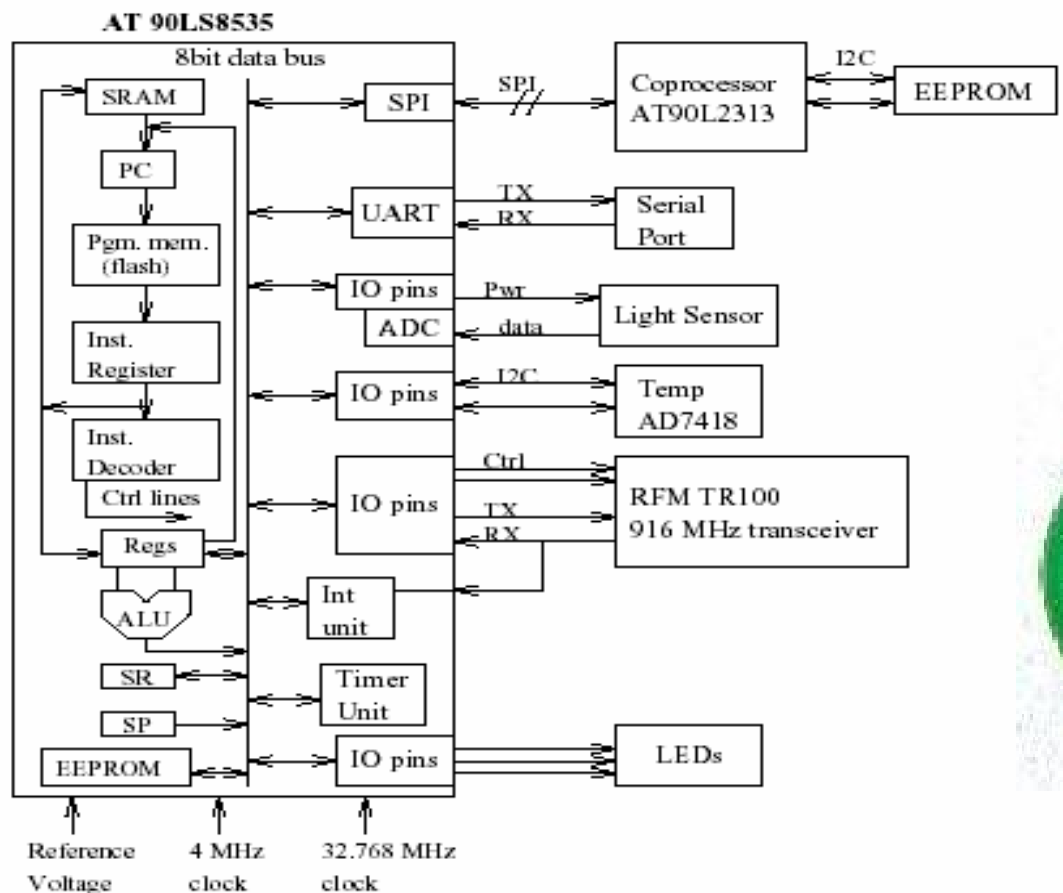 AT 90LS8535
8bit data bus
SRAM
PC
Pgm. mem.
(flash)
Inst.
Register
Inst.
Decoder
Ctrl lines
Regs
ALU
SR
SP
EEPROM
SPI
UART
IO pins
ADC
IO pins
IO pins
Int
unit
Timer
Unit
IO pins
SPI
Coprocessor
AT90L2313
I2C
EEPROM
TX
RX
Serial
Port
Pwr
data
Light Sensor
I2C
Temp
AD7418
Ctrl
TX
RX
RFM TR100
916 MHz transceiver
LEDs
Reference
Voltage
4 MHz
clock
32.768 MHz
clock